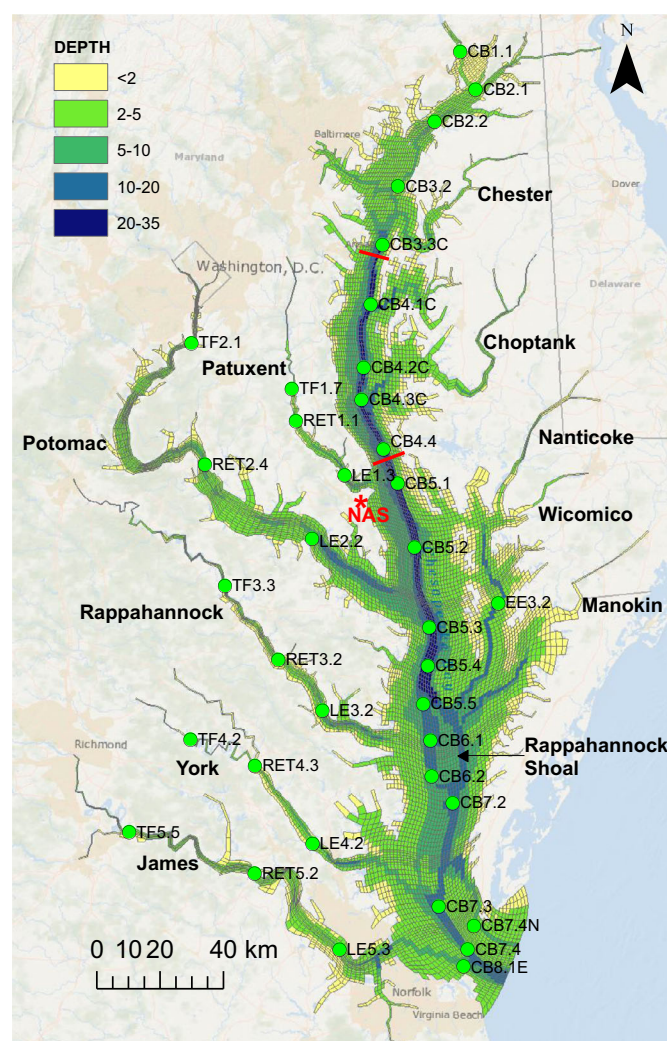 N
DEPTH
<2
2-5
5-10
10-20
20-35
CB1.1
CB2.1
CB2.2
Baltimore
Maryland
CB3.2
Chester
Dover
CB3.3C
Washington, D.C.
Delaware
CB4.1C
TF2.1
Choptank
Patuxent
CB4.2C
TF1.7
CB4.3C
RET1.1
Potomac
CB4.4
Nanticoke
RET2.4
LE1.3
CB5.1
NAS
Wicomico
LE2.2
CB5.2
TF3.3
EE3.2
Manokin
Rappahannock
CB5.3
RET3.2
CB5.4
LE3.2
CB5.5
TF4.2
CB6.1
Richmond
Rappahannock
Shoal
York
RET4.3
CB6.2
CB7.2
TF5.5
LE4.2
James
RET5.2
CB7.3
CB7.4N
0 10 20 40 km
LE5.3
CB7.4
CB8.1E
Norfolk
Virginia Beach